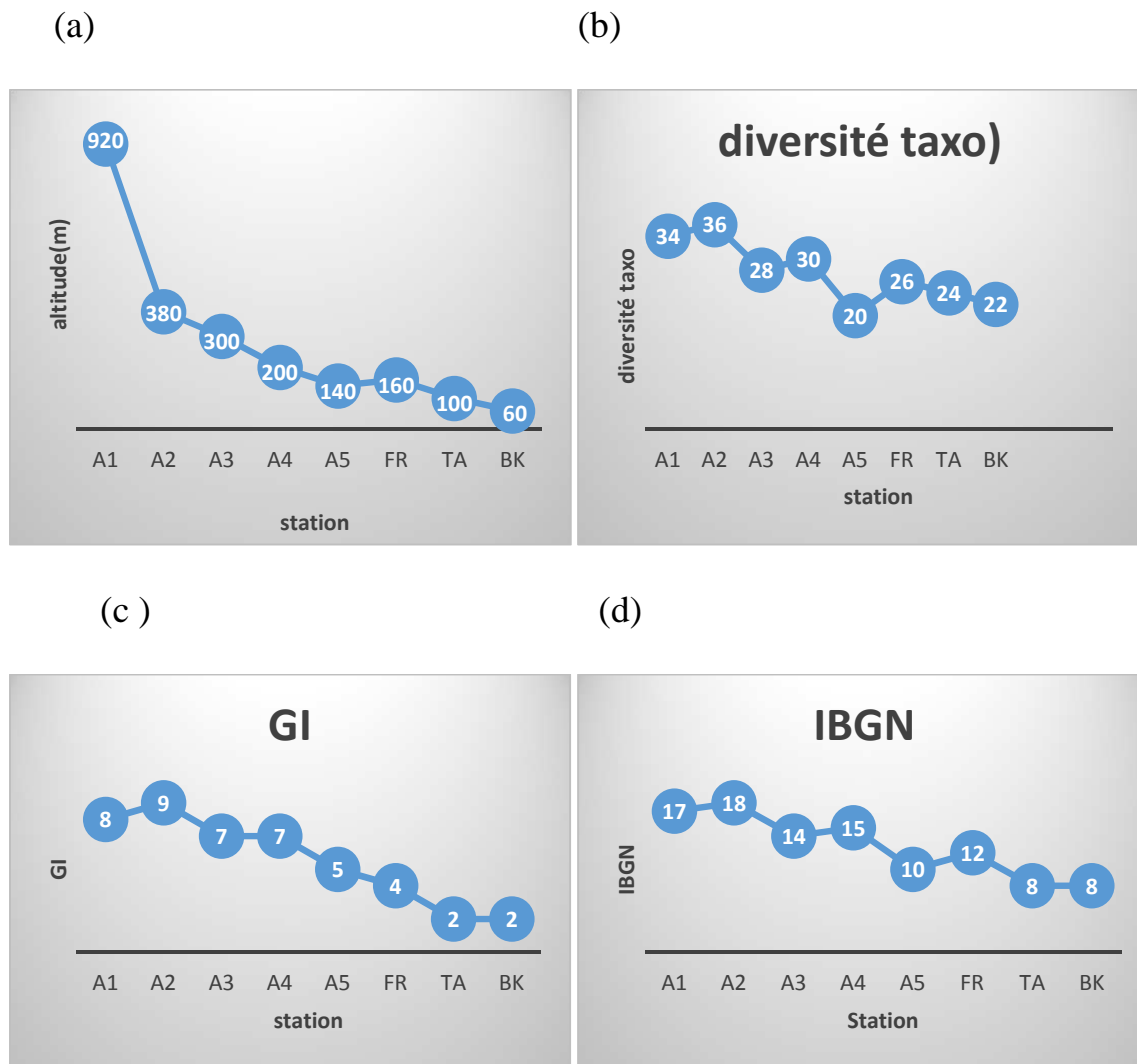 (a)
(b)
altitude(m)
920
380
300
200
140
160
100
60
A1 A2 A3 A4 A5 FR TA BK
station
diversité taxo)
diversité taxo
34
36
28
30
20
26
24
22
A1 A2 A3 A4 A5 FR TA BK
station
(c )
(d)
GI
GI
8
9
7
7
5
4
2
2
A1 A2 A3 A4 A5 FR TA BK
station
IBGN
IBGN
17
18
14
15
10
12
8
8
A1 A2 A3 A4 A5 FR TA BK
Station